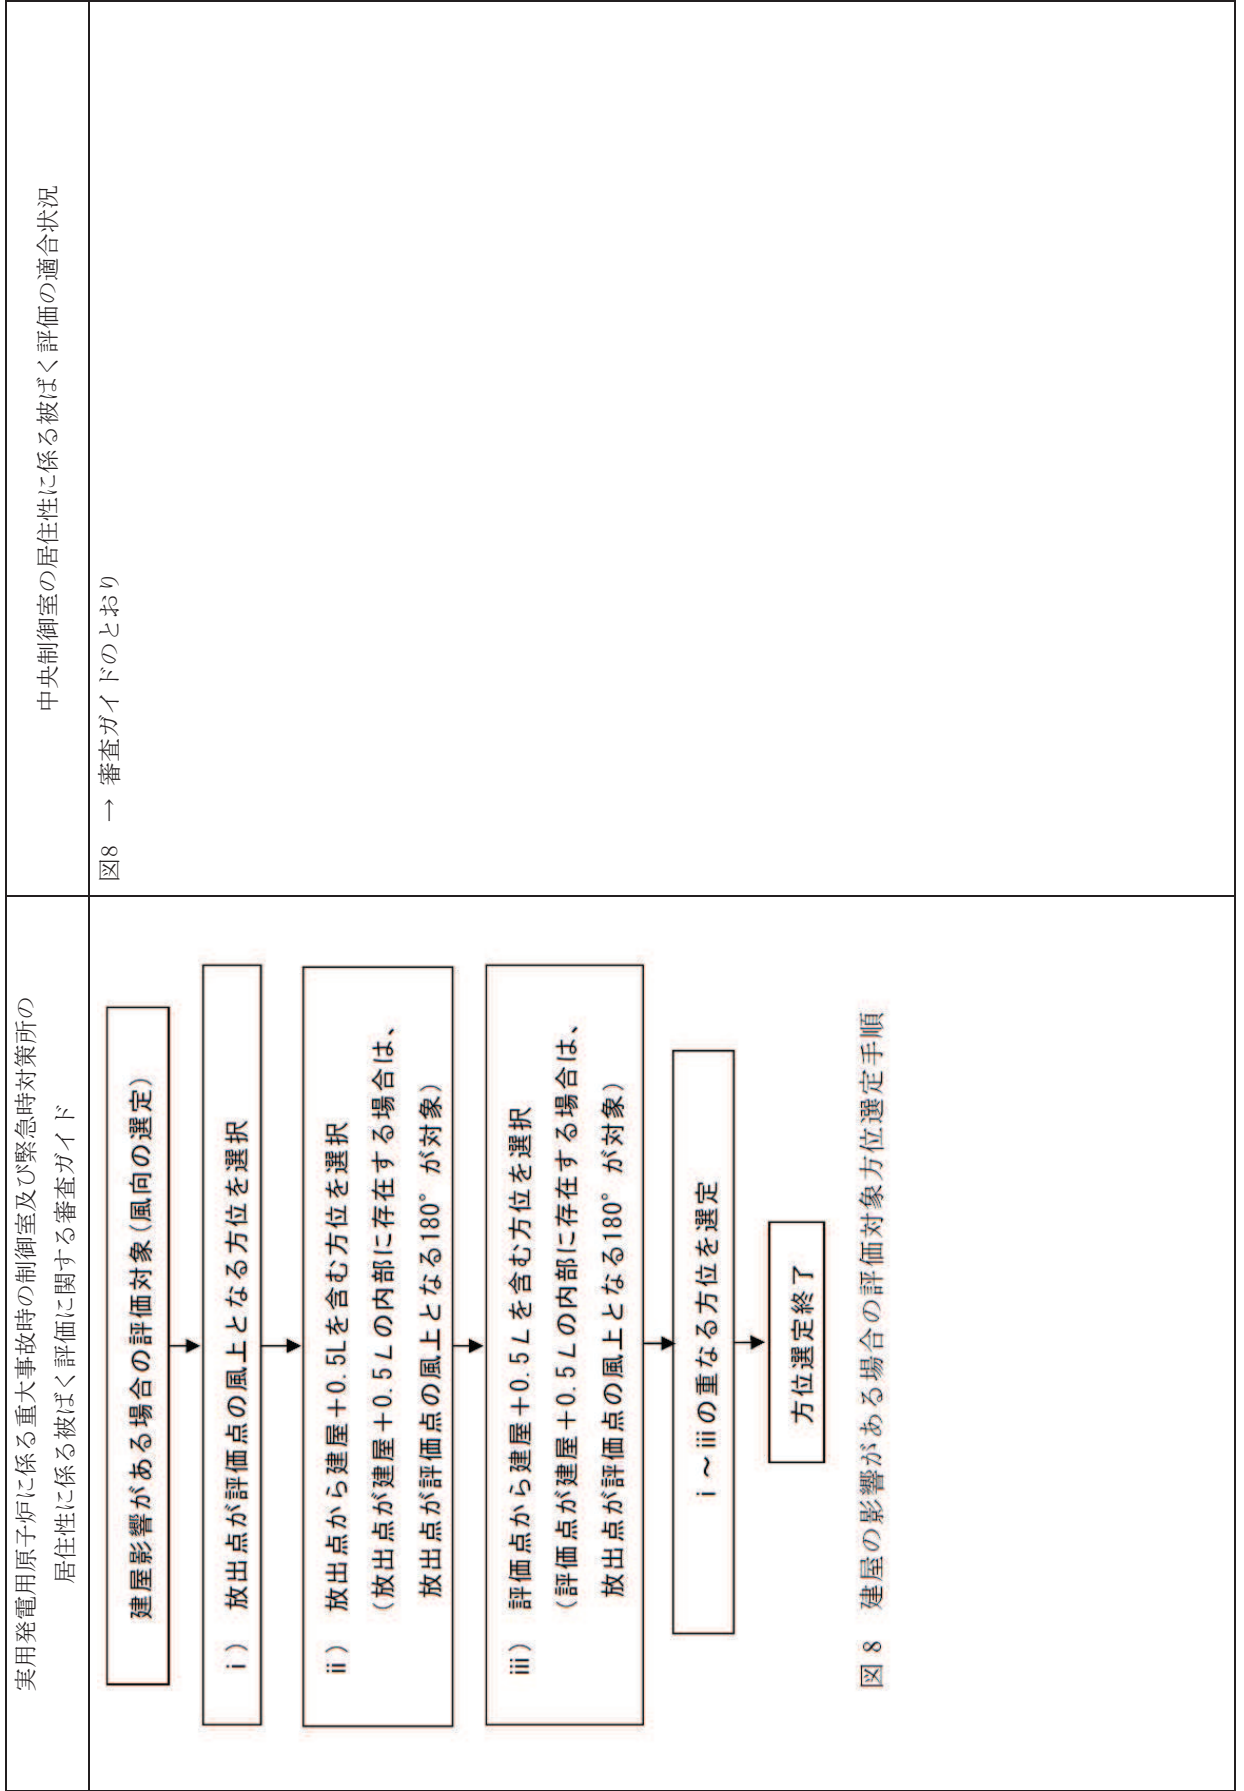 実用発電用原子炉に係る重大事故時の制御室及び緊急時対策所の
居住性に係る被ばく評価に関する審査ガイド
中央制御室の居住性に係る被ばく評価の適合状況
建屋影響がある場合の評価対象(風向の選定)
ⅰ) 放出点が評価点の風上となる方位を選択
ⅱ) 放出点から建屋+0.5Lを含む方位を選択
(放出点が建屋+0.5Lの内部に存在する場合は、
放出点が評価点の風上となる180°が対象)
ⅲ) 評価点から建屋+0.5Lを含む方位を選択
(評価点が建屋+0.5Lの内部に存在する場合は、
放出点が評価点の風上となる180°が対象)
ⅰ~ⅲの重なる方位を選定
方位選定終了
図 8 建屋の影響がある場合の評価対象方位選定手順
図8 → 審査ガイドのとおり